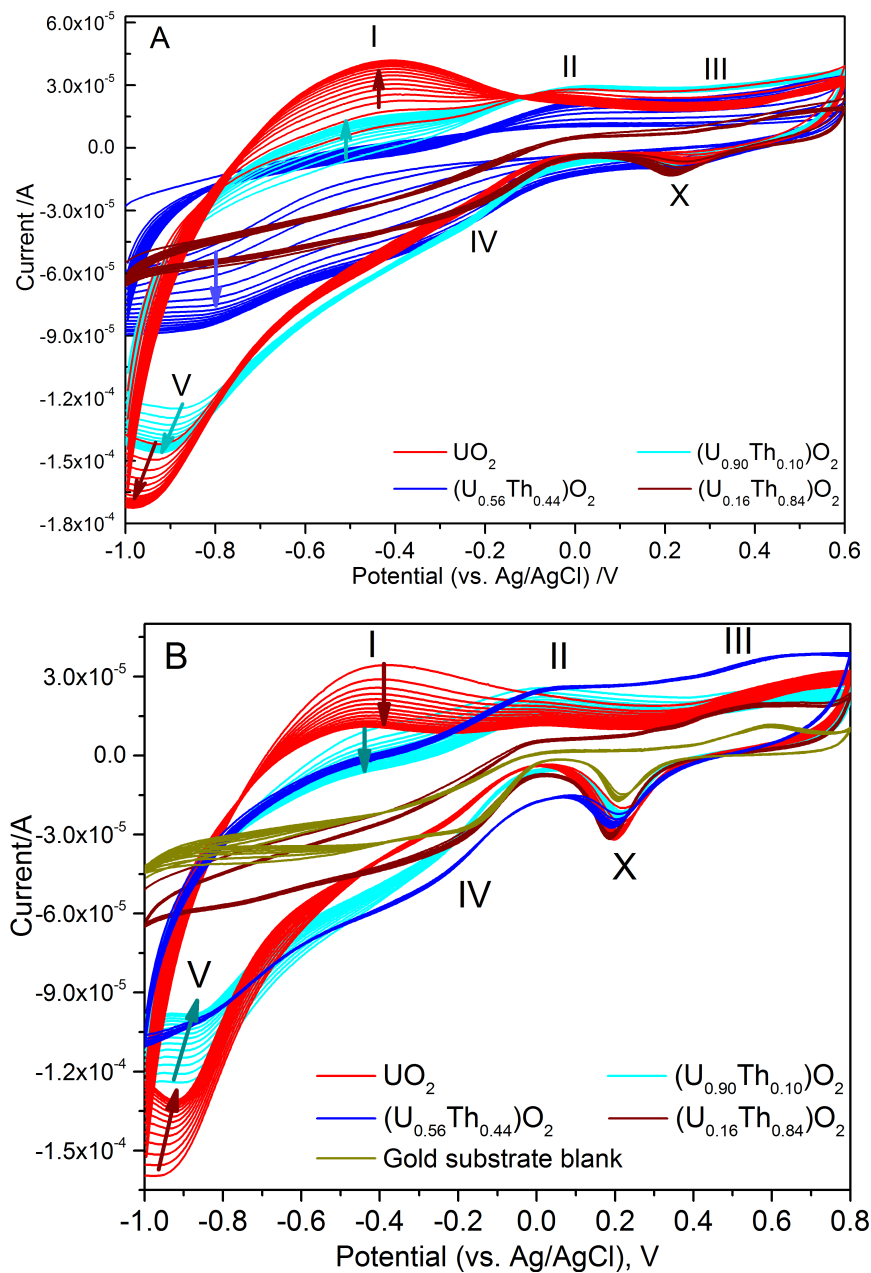 A
I
II
III
IV
V
X
6.0x10⁻⁵
3.0x10⁻⁵
0.0
-3.0x10⁻⁵
-6.0x10⁻⁵
-9.0x10⁻⁵
-1.2x10⁻⁴
-1.5x10⁻⁴
-1.8x10⁻⁴
Current /A
UO₂
(U₀.₉₀Th₀.₁₀)O₂
(U₀.₅₆Th₀.₄₄)O₂
(U₀.₁₆Th₀.₈₄)O₂
-1.0 -0.8 -0.6 -0.4 -0.2 0.0 0.2 0.4 0.6
Potential (vs. Ag/AgCl) /V
B
I
II
III
IV
V
X
3.0x10⁻⁵
0.0
-3.0x10⁻⁵
-6.0x10⁻⁵
-9.0x10⁻⁵
-1.2x10⁻⁴
-1.5x10⁻⁴
Current/A
UO₂
(U₀.₉₀Th₀.₁₀)O₂
(U₀.₅₆Th₀.₄₄)O₂
(U₀.₁₆Th₀.₈₄)O₂
Gold substrate blank
-1.0 -0.8 -0.6 -0.4 -0.2 0.0 0.2 0.4 0.6 0.8
Potential (vs. Ag/AgCl), V